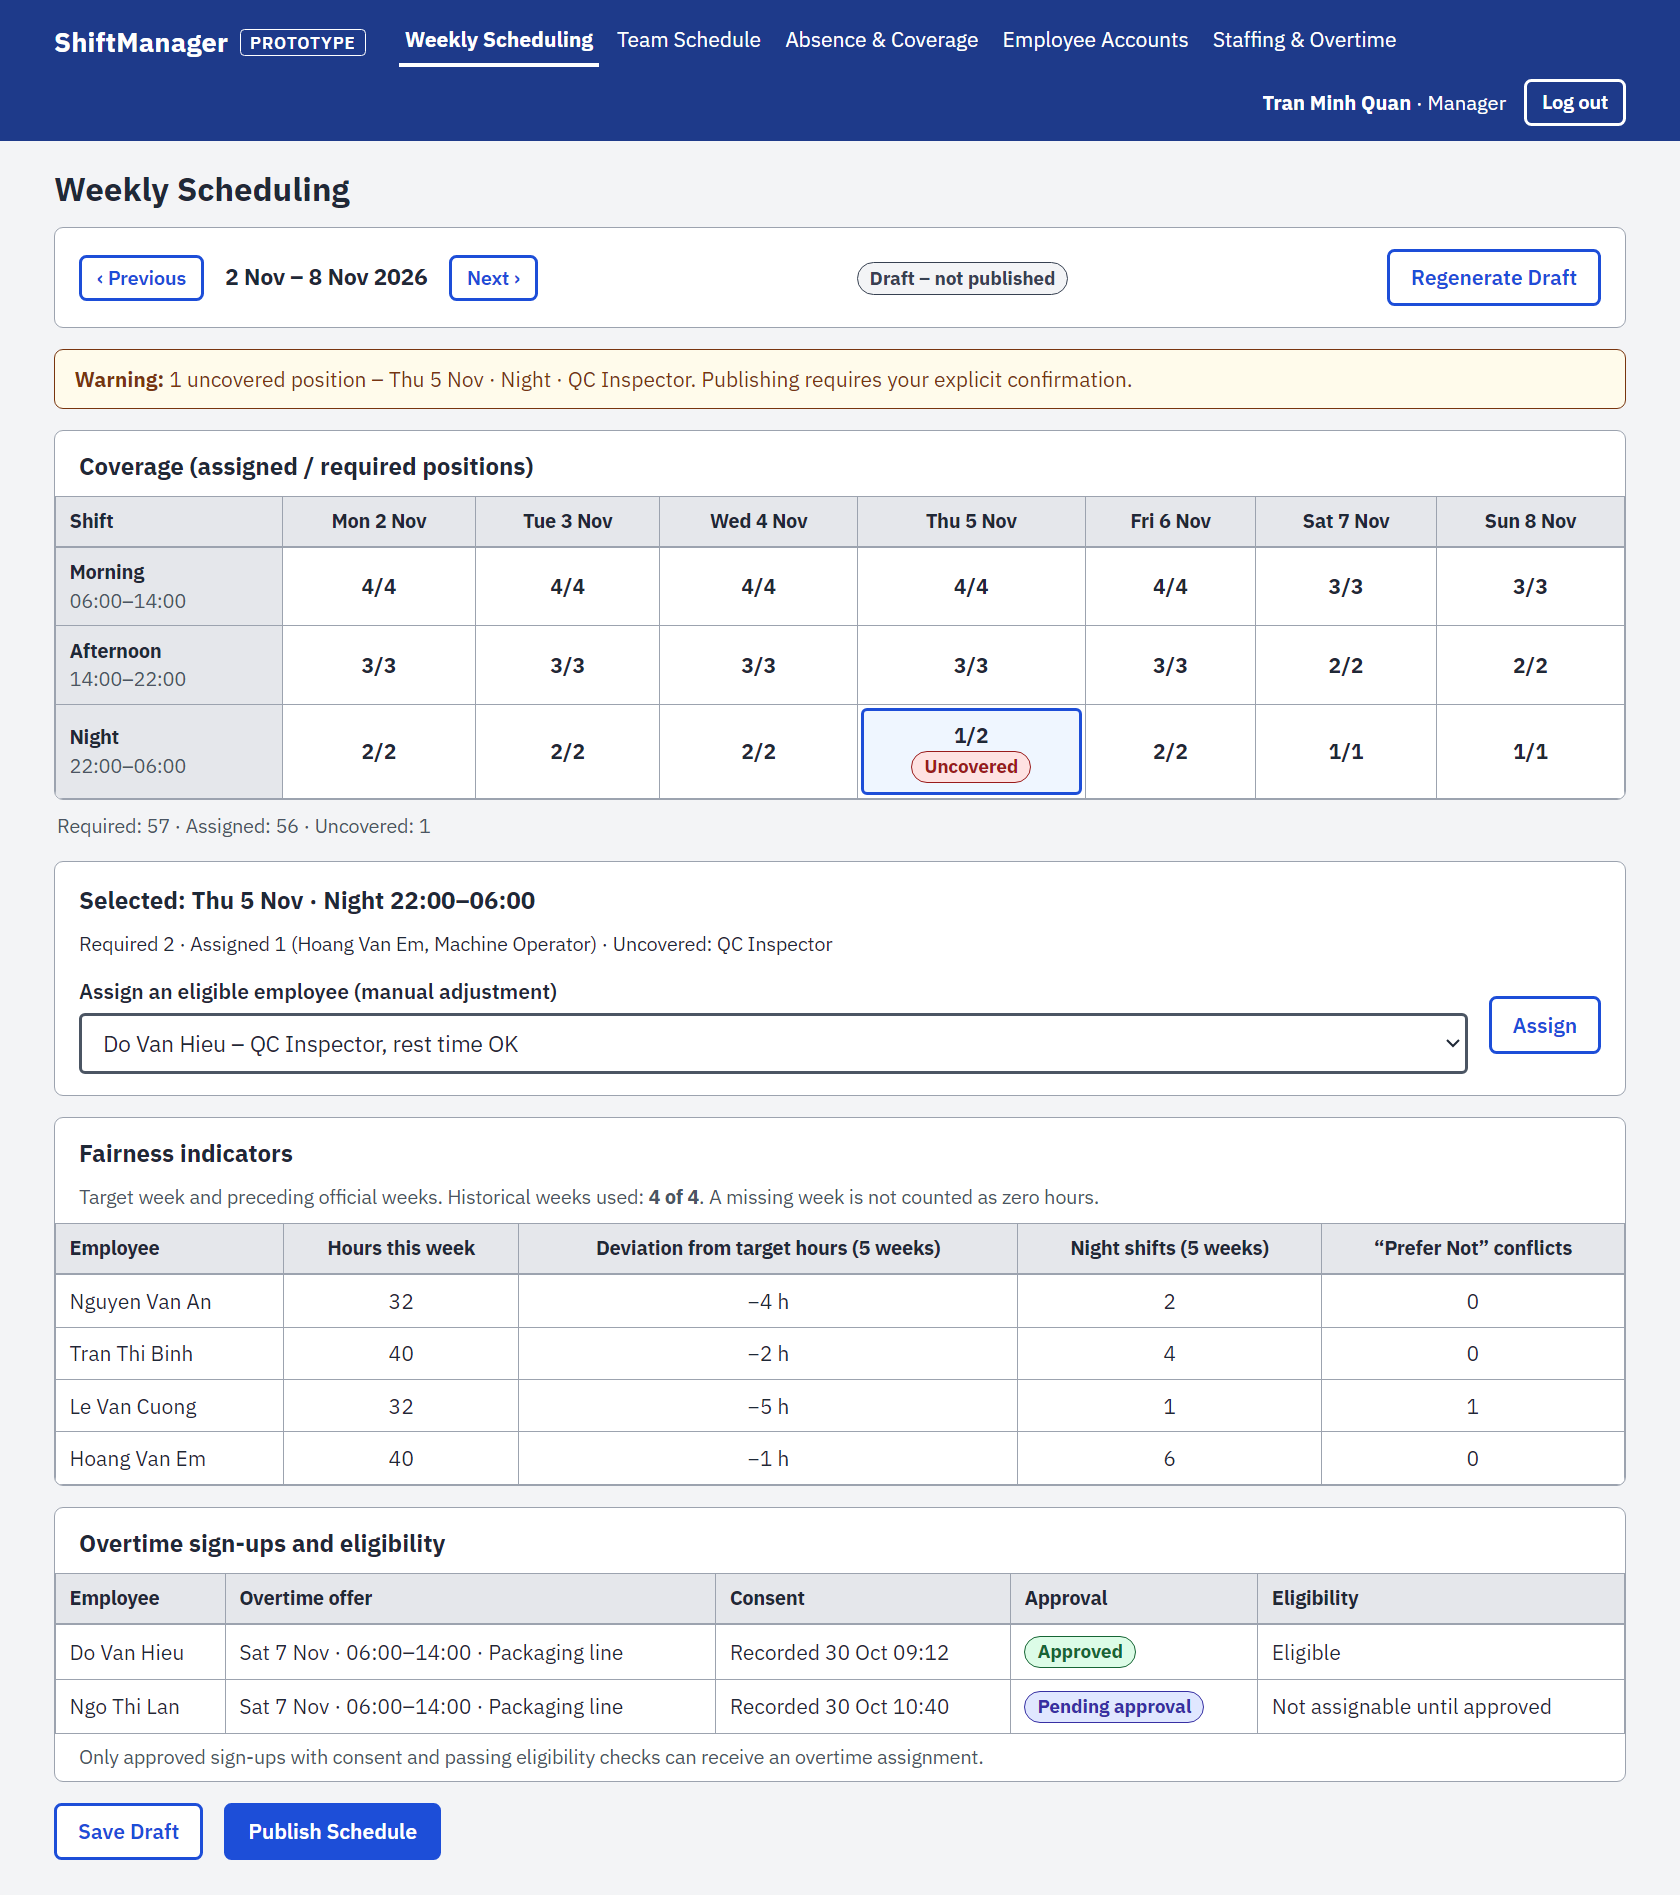 ShiftManager PROTOTYPE Weekly Scheduling Team Schedule Absence & Coverage Employee Accounts Staffing & Overtime
Tran Minh Quan · Manager Log out
Weekly Scheduling
‹ Previous 2 Nov – 8 Nov 2026 Next › Draft – not published Regenerate Draft
Warning: 1 uncovered position – Thu 5 Nov · Night · QC Inspector. Publishing requires your explicit confirmation.
Coverage (assigned / required positions)
Shift Mon 2 Nov Tue 3 Nov Wed 4 Nov Thu 5 Nov Fri 6 Nov Sat 7 Nov Sun 8 Nov
Morning
06:00–14:00 4/4 4/4 4/4 4/4 4/4 3/3 3/3
Afternoon
14:00–22:00 3/3 3/3 3/3 3/3 3/3 2/2 2/2
Night
22:00–06:00 2/2 2/2 2/2 1/2 Uncovered 2/2 1/1 1/1
Required: 57 · Assigned: 56 · Uncovered: 1
Selected: Thu 5 Nov · Night 22:00–06:00
Required 2 · Assigned 1 (Hoang Van Em, Machine Operator) · Uncovered: QC Inspector
Assign an eligible employee (manual adjustment)
Do Van Hieu – QC Inspector, rest time OK Assign
Fairness indicators
Target week and preceding official weeks. Historical weeks used: 4 of 4. A missing week is not counted as zero hours.
Employee Hours this week Deviation from target hours (5 weeks) Night shifts (5 weeks) “Prefer Not” conflicts
Nguyen Van An 32 −4 h 2 0
Tran Thi Binh 40 −2 h 4 0
Le Van Cuong 32 −5 h 1 1
Hoang Van Em 40 −1 h 6 0
Overtime sign-ups and eligibility
Employee Overtime offer Consent Approval Eligibility
Do Van Hieu Sat 7 Nov · 06:00–14:00 · Packaging line Recorded 30 Oct 09:12 Approved Eligible
Ngo Thi Lan Sat 7 Nov · 06:00–14:00 · Packaging line Recorded 30 Oct 10:40 Pending approval Not assignable until approved
Only approved sign-ups with consent and passing eligibility checks can receive an overtime assignment.
Save Draft Publish Schedule